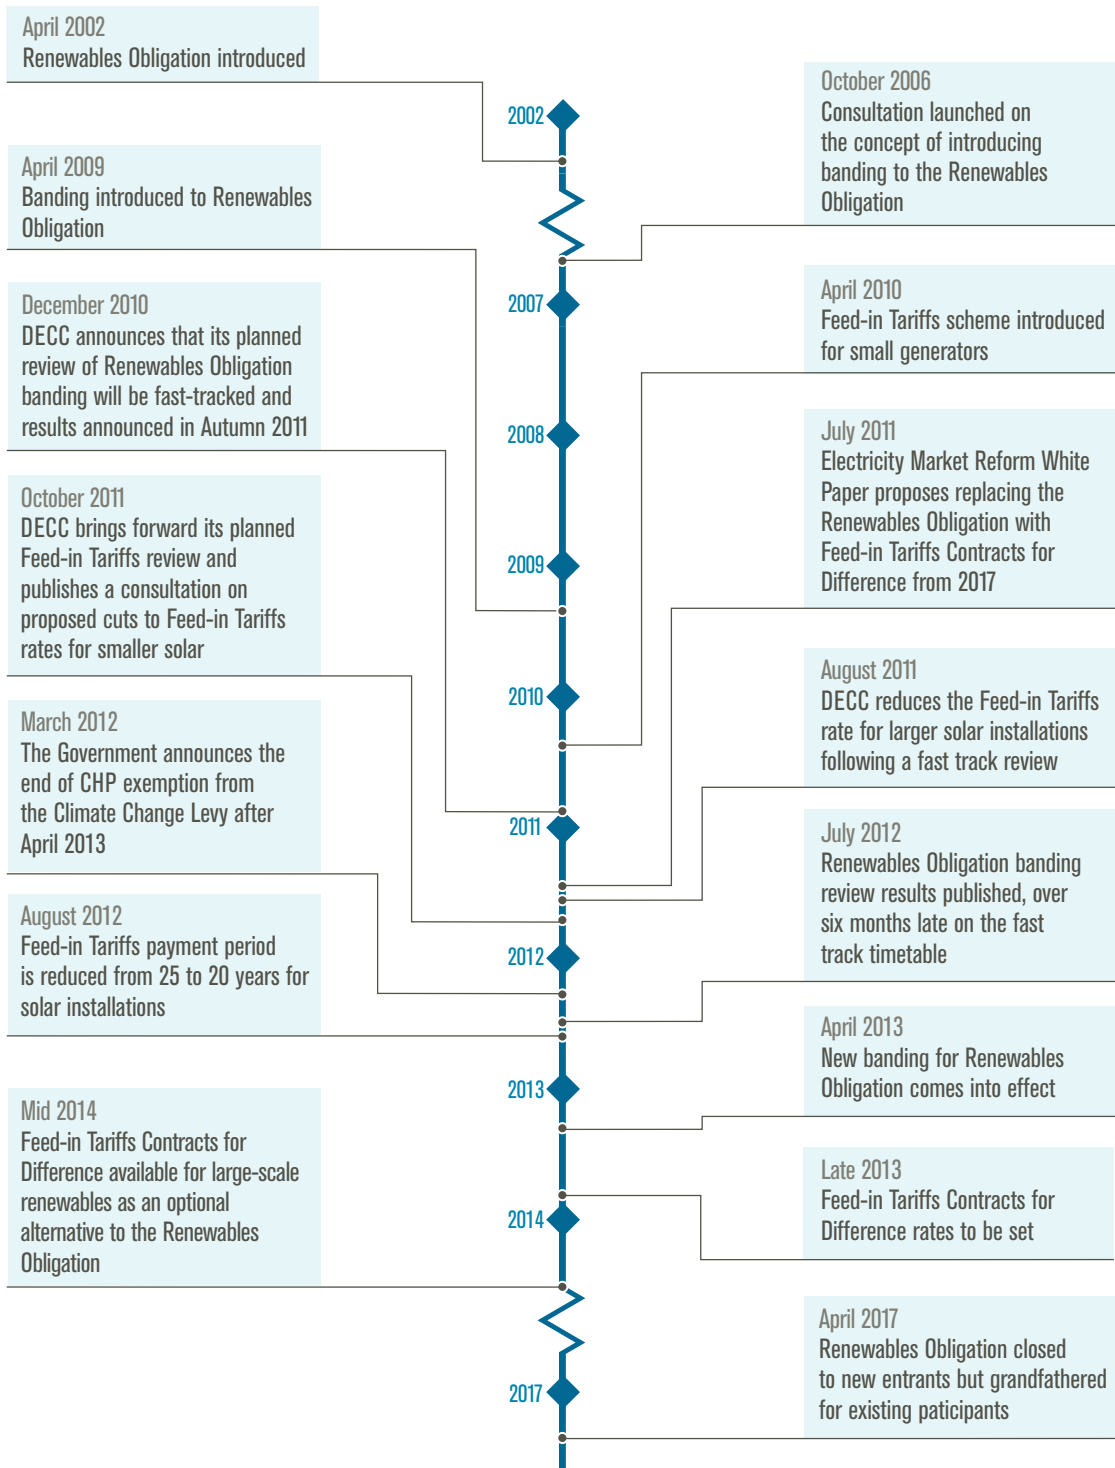 April 2002
Renewables Obligation introduced
April 2009
Banding introduced to Renewables
Obligation
December 2010
DECC announces that its planned
review of Renewables Obligation
banding will be fast-tracked and
results announced in Autumn 2011
October 2011
DECC brings forward its planned
Feed-in Tariffs review and
publishes a consultation on
proposed cuts to Feed-in Tariffs
rates for smaller solar
March 2012
The Government announces the
end of CHP exemption from
the Climate Change Levy after
April 2013
August 2012
Feed-in Tariffs payment period
is reduced from 25 to 20 years for
solar installations
Mid 2014
Feed-in Tariffs Contracts for
Difference available for large-scale
renewables as an optional
alternative to the Renewables
Obligation
2002
2007
2008
2009
2010
2011
2012
2013
2014
2017
October 2006
Consultation launched on
the concept of introducing
banding to the Renewables
Obligation
April 2010
Feed-in Tariffs scheme introduced
for small generators
July 2011
Electricity Market Reform White
Paper proposes replacing the
Renewables Obligation with
Feed-in Tariffs Contracts for
Difference from 2017
August 2011
DECC reduces the Feed-in Tariffs
rate for larger solar installations
following a fast track review
July 2012
Renewables Obligation banding
review results published, over
six months late on the fast
track timetable
April 2013
New banding for Renewables
Obligation comes into effect
Late 2013
Feed-in Tariffs Contracts for
Difference rates to be set
April 2017
Renewables Obligation closed
to new entrants but grandfathered
for existing paticipants